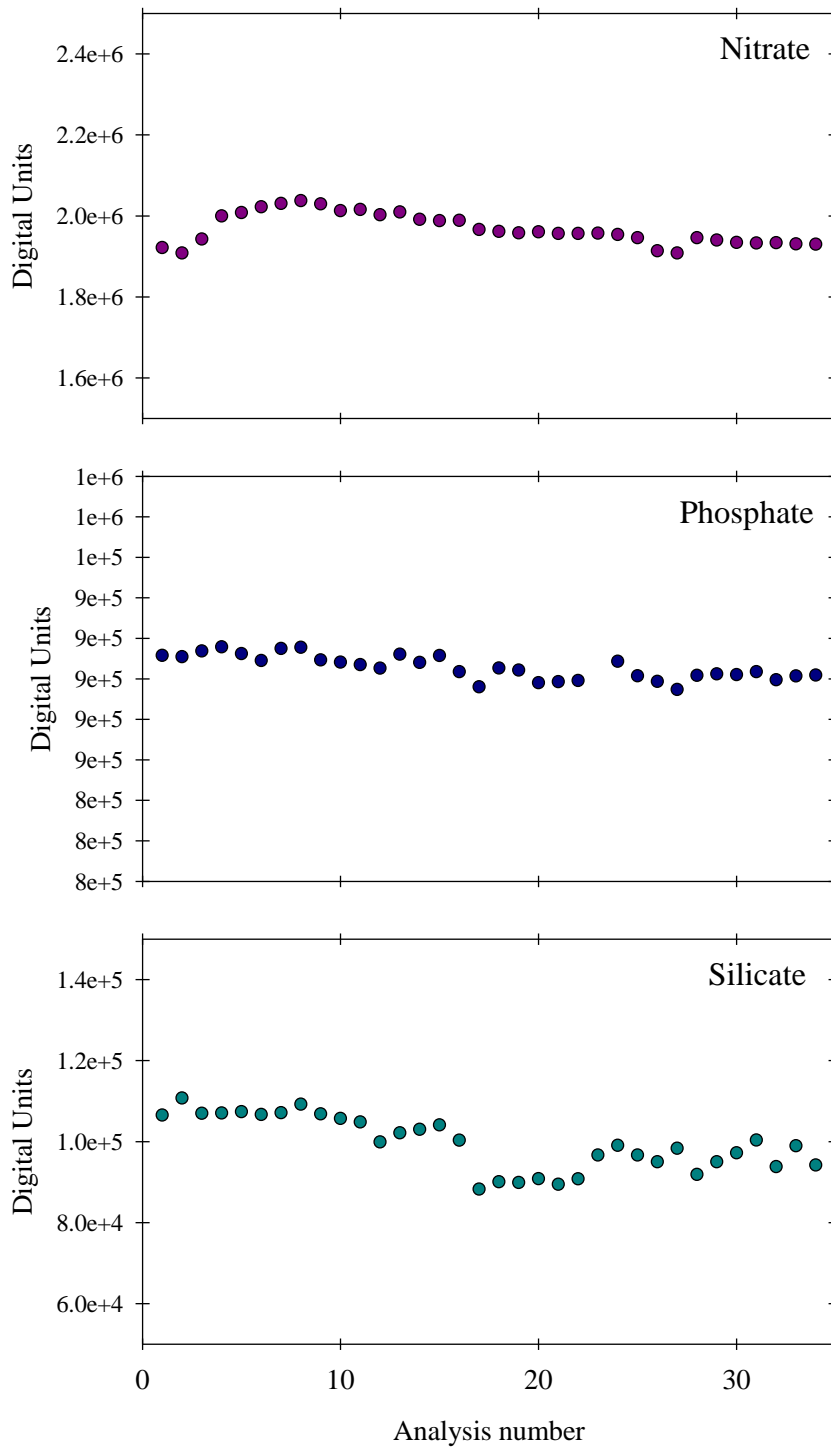 Nitrate
2.4e+6
2.2e+6
2.0e+6
1.8e+6
1.6e+6
Digital Units
Phosphate
1e+6
1e+6
1e+5
9e+5
9e+5
9e+5
9e+5
9e+5
8e+5
8e+5
8e+5
Digital Units
Silicate
1.4e+5
1.2e+5
1.0e+5
8.0e+4
6.0e+4
Digital Units
0 10 20 30
Analysis number